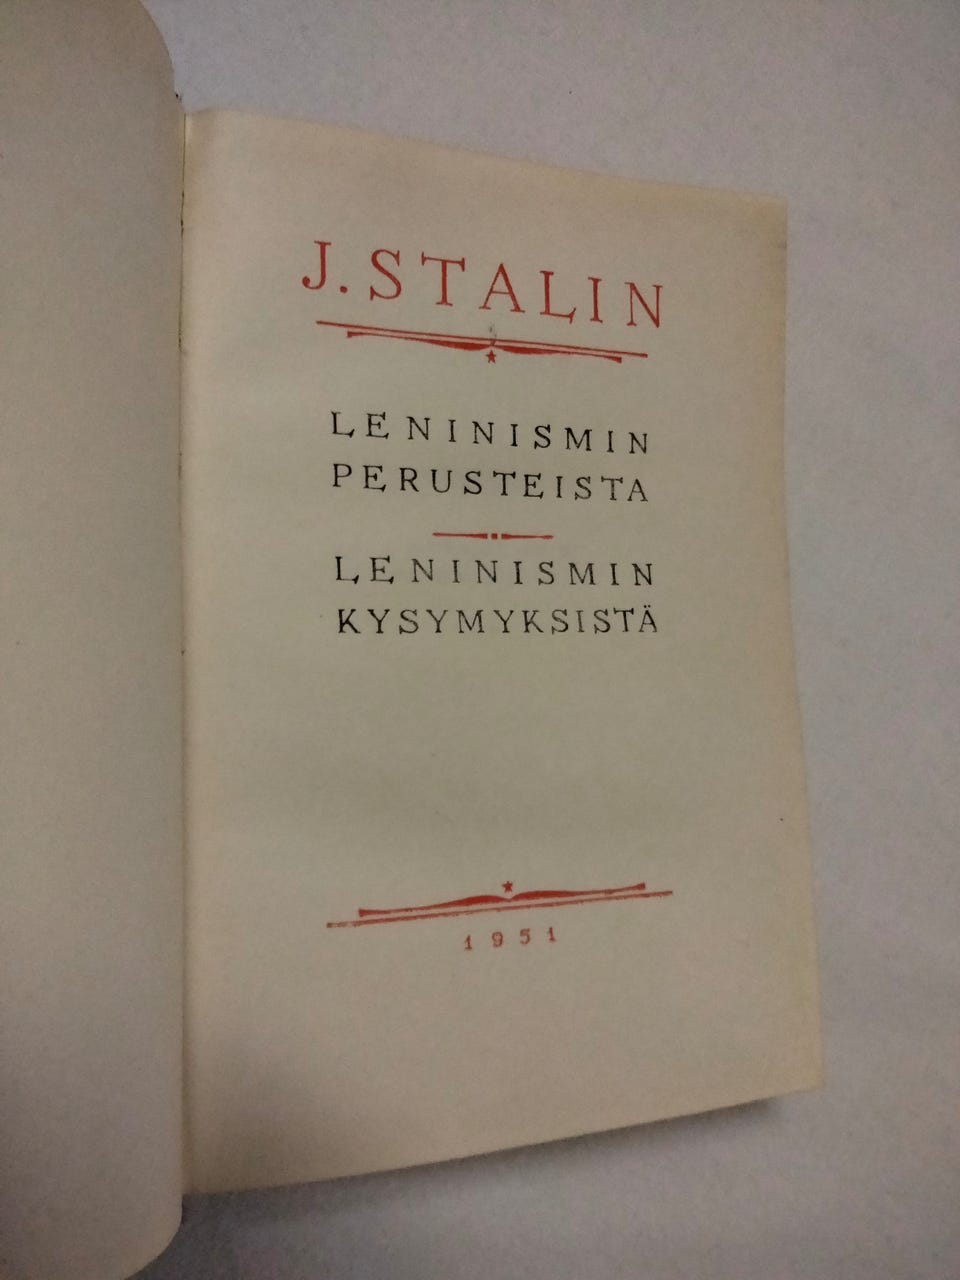 J. STALIN
LENINISMIN
PERUSTEISTA
LENINISMIN
KYSYMYKSISTÄ
1951